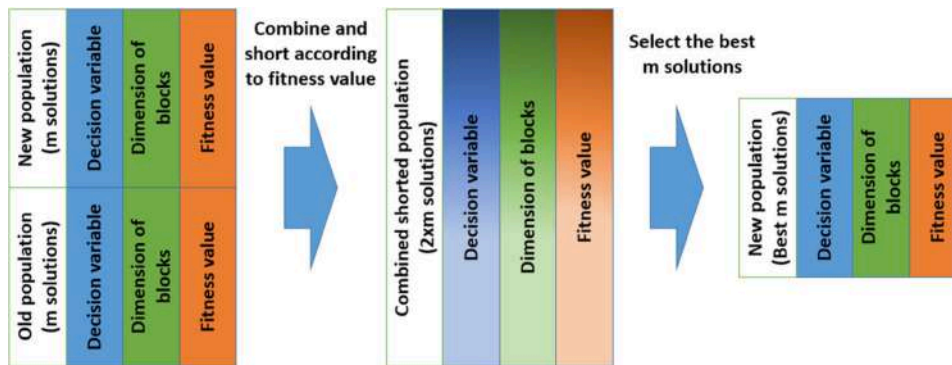 New population
(m solutions)
Decision variable
Dimension of
blocks
Fitness value
Old population
(m solutions)
Decision variable
Dimension of
blocks
Fitness value
Combine and
short according
to fitness value
Combined shorted population
(2xm solutions)
Decision variable
Dimension of blocks
Fitness value
Select the best
m solutions
New population
(Best m solutions)
Decision variable
Dimension of
blocks
Fitness value